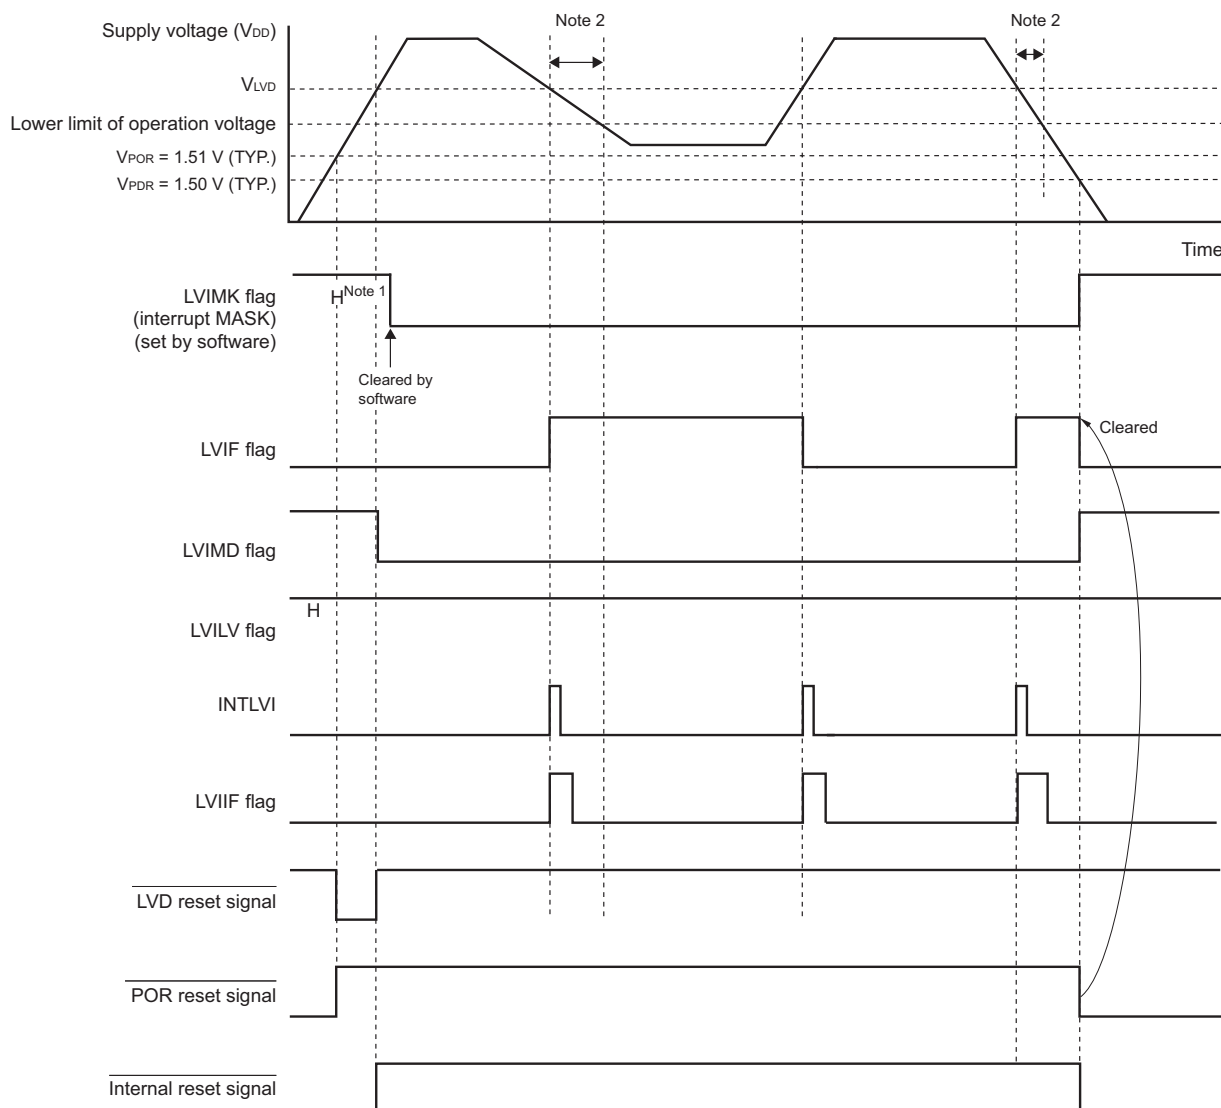 Note 2
Note 2
Supply voltage (VDD)
VLVD
Lower limit of operation voltage
VPOR = 1.51 V (TYP.)
VPDR = 1.50 V (TYP.)
Time
LVIMK flag
(interrupt MASK)
(set by software)
H Note 1
Cleared by
software
LVIF flag
Cleared
LVIMD flag
H
LVILV flag
INTLVI
LVIIF flag
LVD reset signal
POR reset signal
Internal reset signal